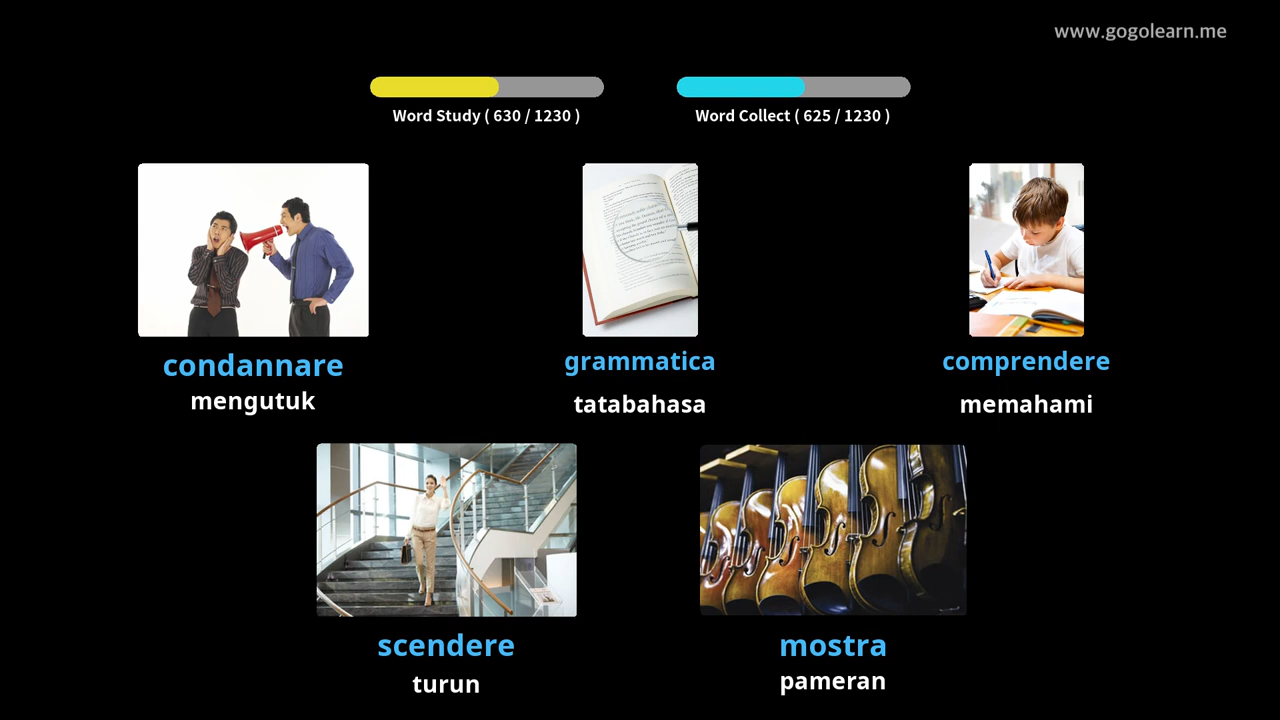 www.gogolearn.me
Word Study ( 630 / 1230 )
Word Collect ( 625 / 1230 )
condannare
mengutuk
grammatica
tatabahasa
comprendere
memahami
scendere
turun
mostra
pameran